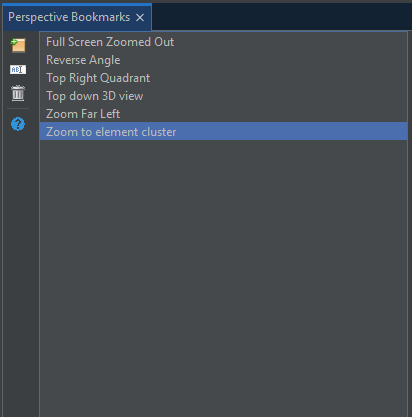 Perspective Bookmarks
Full Screen Zoomed Out
Reverse Angle
Top Right Quadrant
Top down 3D view
Zoom Far Left
Zoom to element cluster